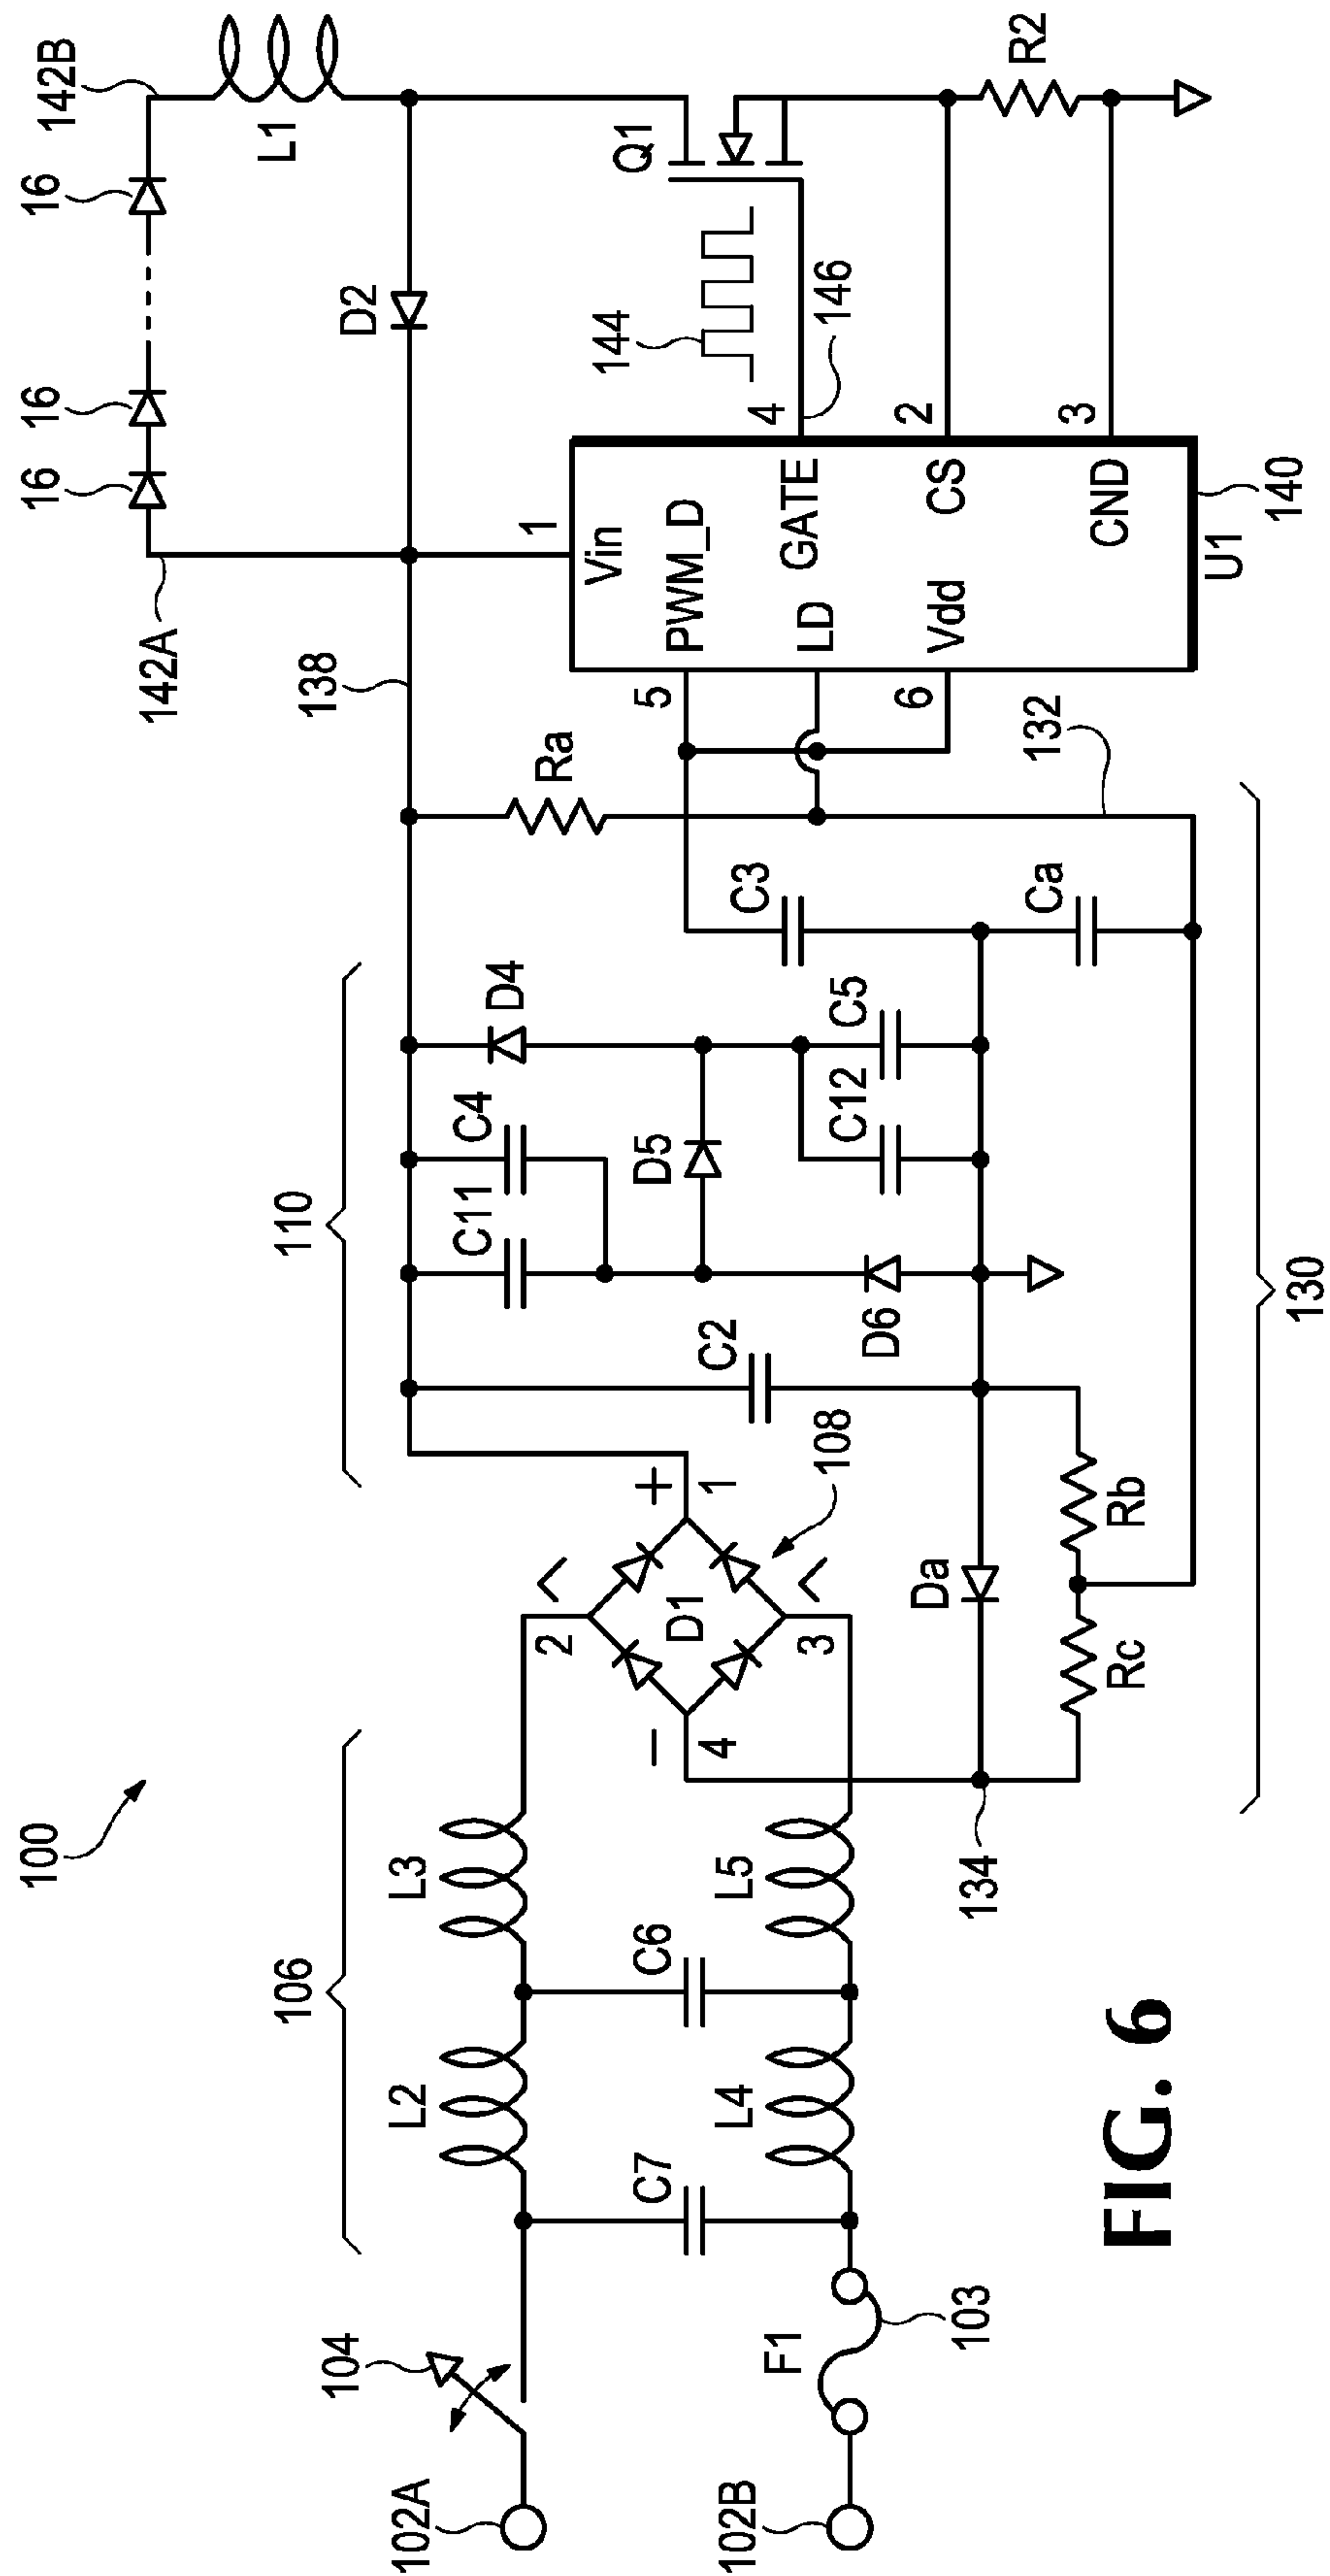 100
106
110
138
142A
16
16
16
142B
L1
D2
104
102A
L2
L3
C7
C6
L4
L5
102B
F1
103
2
D1
3
4
−
+
1
108
C2
C11
C4
D4
D5
D6
C12
C5
C3
Ca
Ra
132
134
Da
Rc
Rb
130
1
Vin
5
PWM_D
LD
6
Vdd
GATE
4
CS
2
CND
3
U1
140
144
146
Q1
R2
FIG. 6